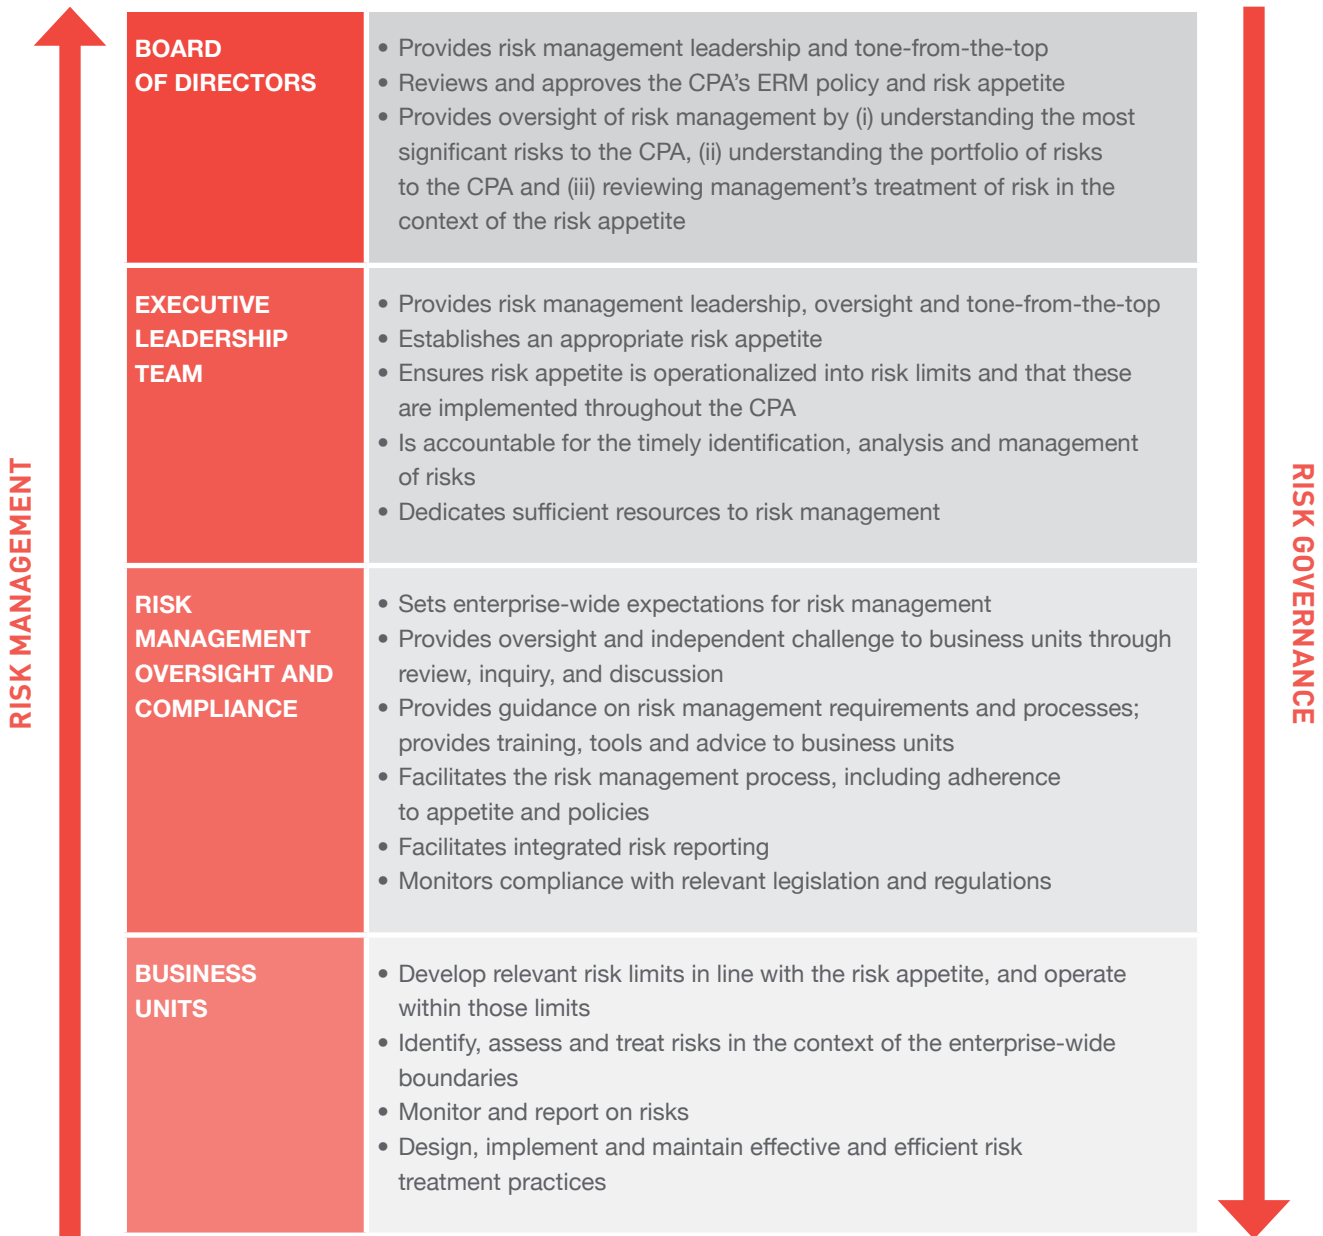 RISK MANAGEMENT
BOARD
OF DIRECTORS
• Provides risk management leadership and tone-from-the-top
• Reviews and approves the CPA’s ERM policy and risk appetite
• Provides oversight of risk management by (i) understanding the most
significant risks to the CPA, (ii) understanding the portfolio of risks
to the CPA and (iii) reviewing management’s treatment of risk in the
context of the risk appetite
EXECUTIVE
LEADERSHIP
TEAM
• Provides risk management leadership, oversight and tone-from-the-top
• Establishes an appropriate risk appetite
• Ensures risk appetite is operationalized into risk limits and that these
are implemented throughout the CPA
• Is accountable for the timely identification, analysis and management
of risks
• Dedicates sufficient resources to risk management
RISK
MANAGEMENT
OVERSIGHT AND
COMPLIANCE
• Sets enterprise-wide expectations for risk management
• Provides oversight and independent challenge to business units through
review, inquiry, and discussion
• Provides guidance on risk management requirements and processes;
provides training, tools and advice to business units
• Facilitates the risk management process, including adherence
to appetite and policies
• Facilitates integrated risk reporting
• Monitors compliance with relevant legislation and regulations
BUSINESS
UNITS
• Develop relevant risk limits in line with the risk appetite, and operate
within those limits
• Identify, assess and treat risks in the context of the enterprise-wide
boundaries
• Monitor and report on risks
• Design, implement and maintain effective and efficient risk
treatment practices
RISK GOVERNANCE